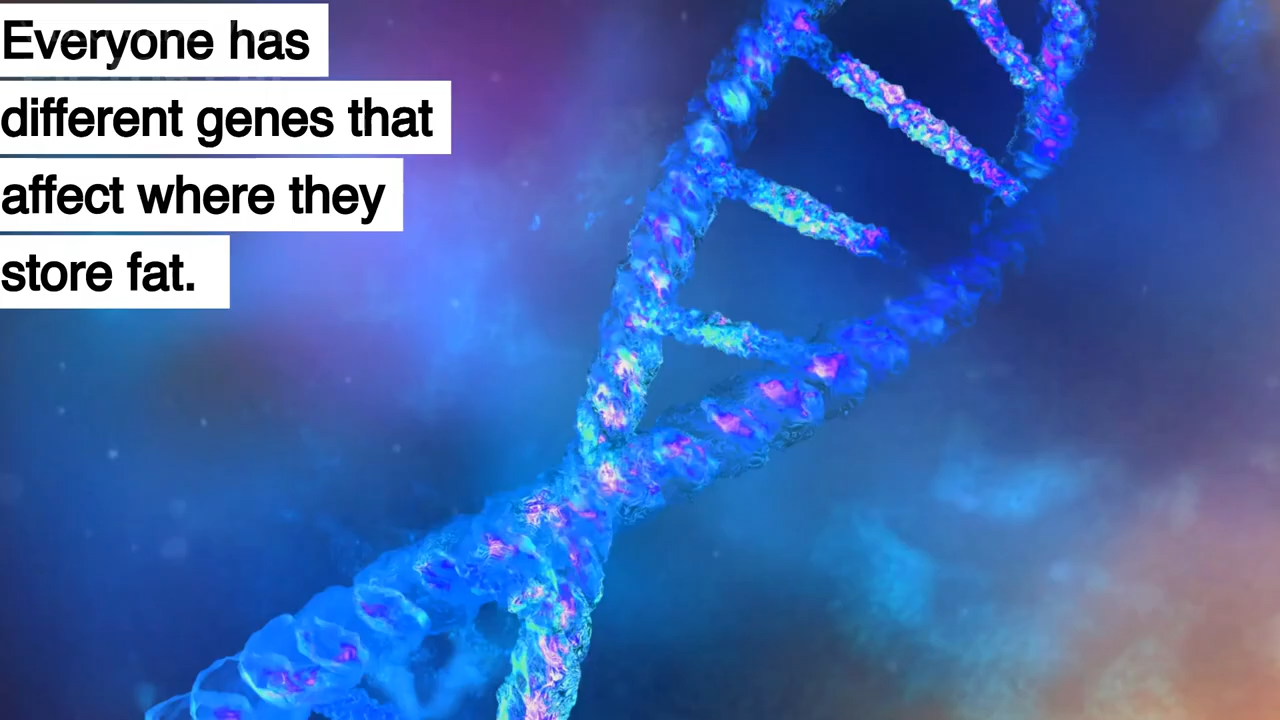 Everyone has
different genes that
affect where they
store fat.